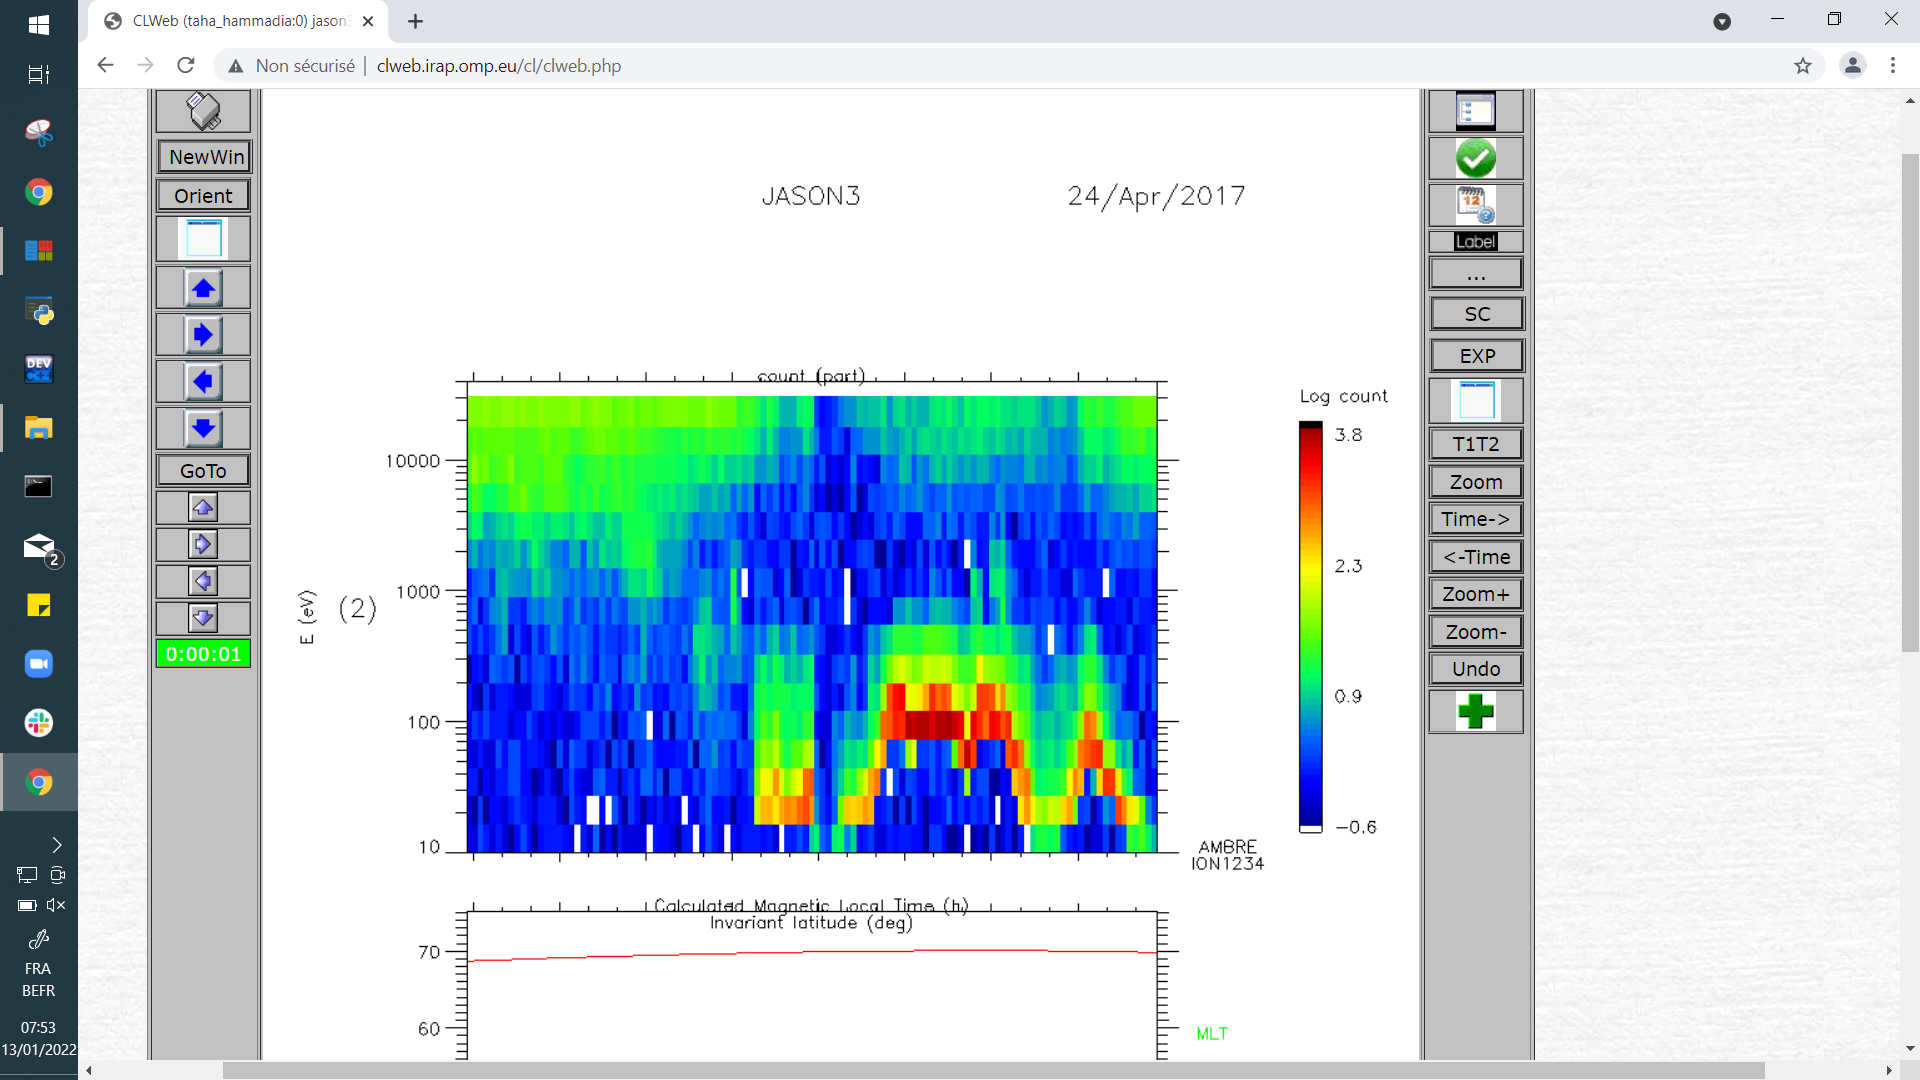 CLWeb (taha_hammadia:0) jason3
Non sécurisé
clweb.irap.omp.eu/cl/clweb.php
NewWin
Orient
GoTo
0:00:01
JASON3
24/Apr/2017
count (part)
10000
1000
100
10
E (eV)
(2)
Log count
3.8
2.3
0.9
−0.6
AMBRE
ION1234
Calculated Magnetic Local Time (h)
Invariant latitude (deg)
70
60
MLT
12
Label
...
SC
EXP
T1T2
Zoom
Time->
<-Time
Zoom+
Zoom-
Undo
DEV
C++
2
FRA
BEFR
07:53
13/01/2022